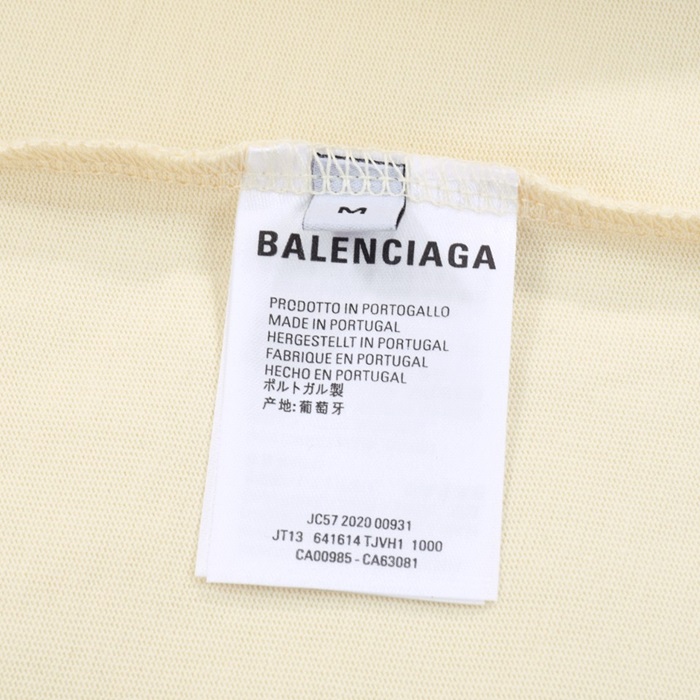 M
BALENCIAGA
PRODOTTO IN PORTOGALLO
MADE IN PORTUGAL
HERGESTELLT IN PORTUGAL
FABRIQUE EN PORTUGAL
HECHO EN PORTUGAL
ポルトガル製
产地:葡萄牙
JC57 2020 00931
JT13 641614 TJVH1 1000
CA00985 - CA63081